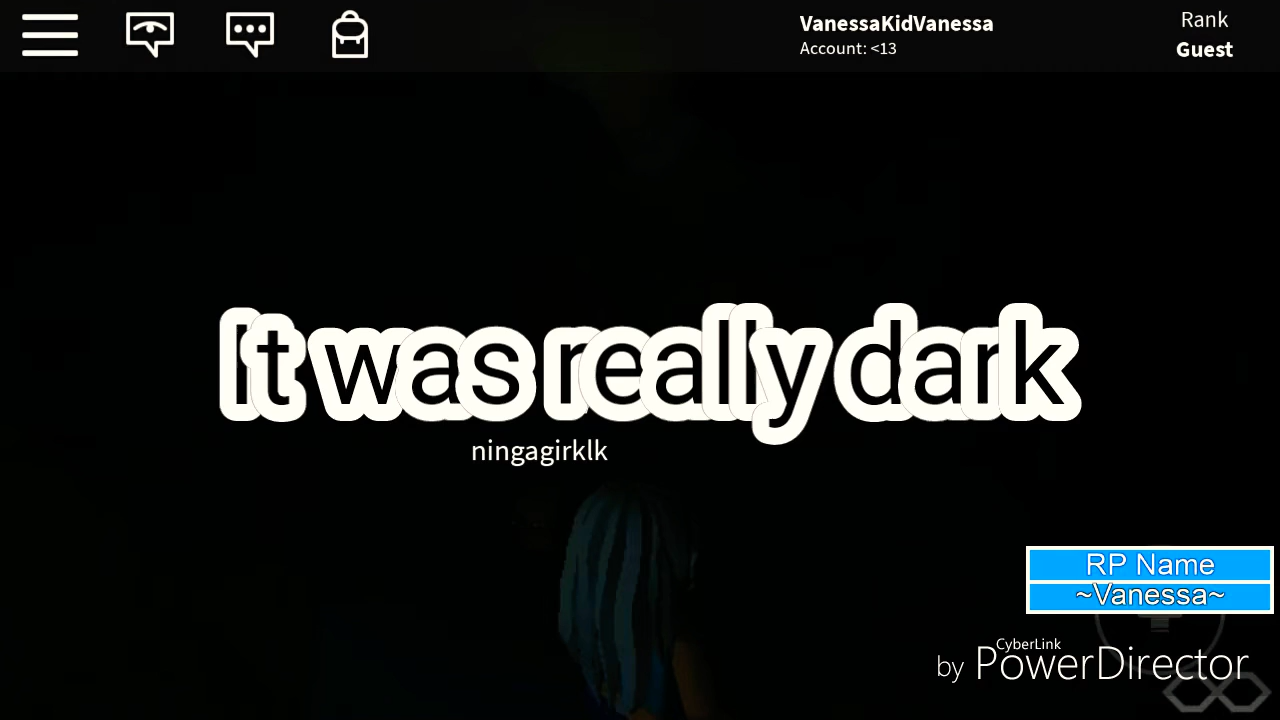 VanessaKidVanessa
Account: <13
Rank
Guest
It was really dark
ningagirklk
RP Name
~Vanessa~
by CyberLink PowerDirector